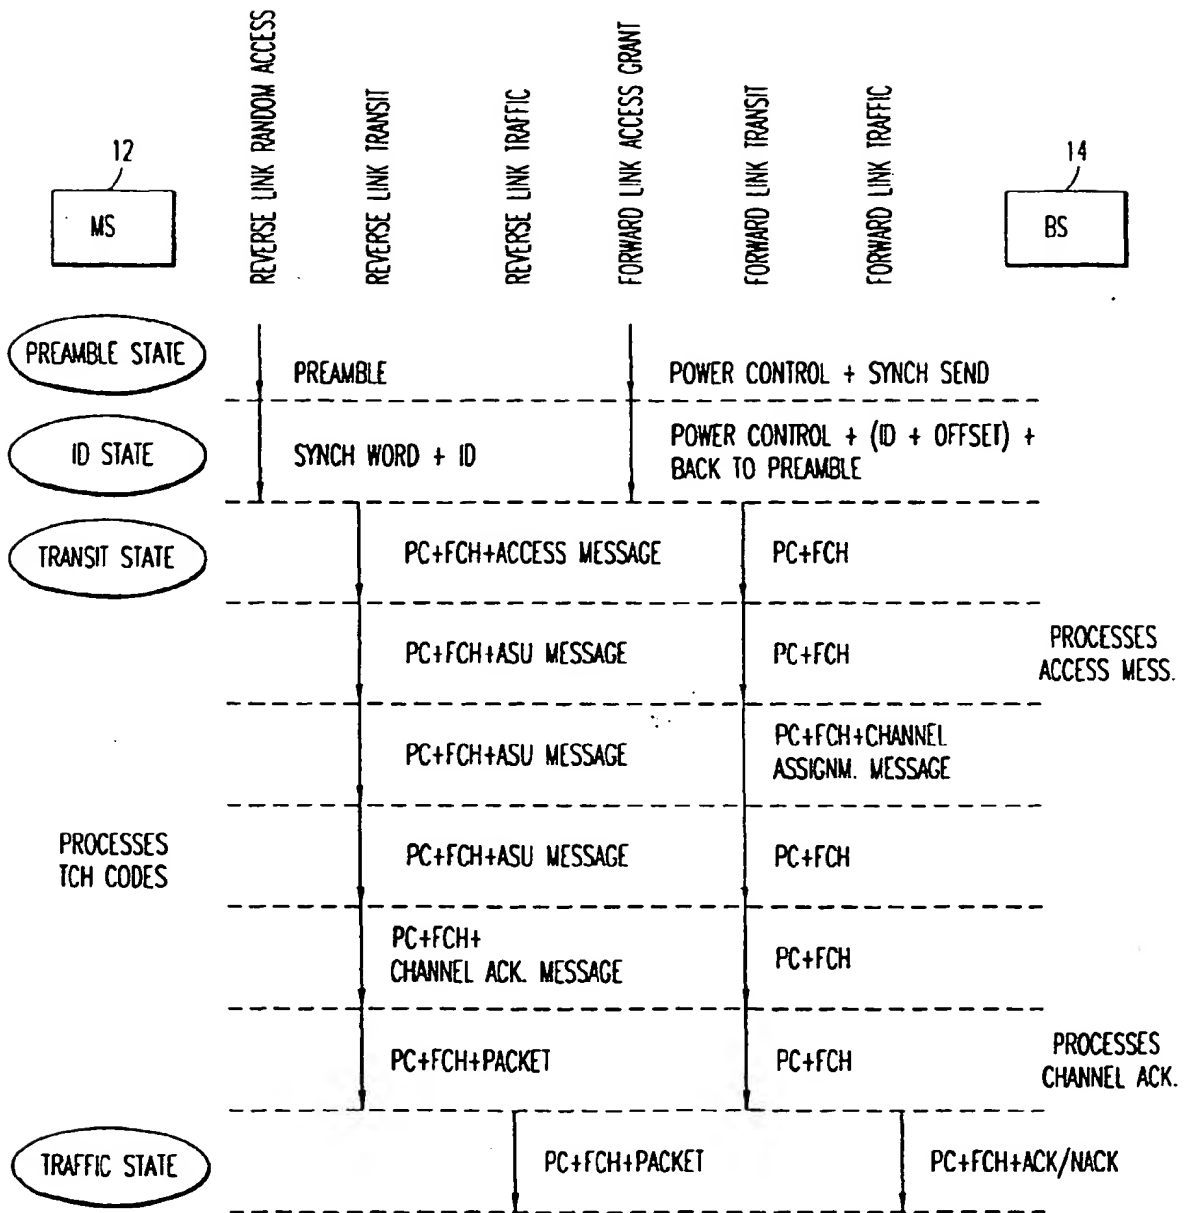 12
MS
REVERSE LINK RANDOM ACCESS
REVERSE LINK TRANSIT
REVERSE LINK TRAFFIC
FORWARD LINK ACCESS GRANT
FORWARD LINK TRANSIT
FORWARD LINK TRAFFIC
14
BS
PREAMBLE STATE
PREAMBLE
POWER CONTROL + SYNCH SEND
ID STATE
SYNCH WORD + ID
POWER CONTROL + (ID + OFFSET) +
BACK TO PREAMBLE
TRANSIT STATE
PC+FCH+ACCESS MESSAGE
PC+FCH
PC+FCH+ASU MESSAGE
PC+FCH
PROCESSES
ACCESS MESS.
PC+FCH+ASU MESSAGE
PC+FCH+CHANNEL
ASSIGNM. MESSAGE
PROCESSES
TCH CODES
PC+FCH+ASU MESSAGE
PC+FCH
PC+FCH+
CHANNEL ACK. MESSAGE
PC+FCH
PC+FCH+PACKET
PC+FCH
PROCESSES
CHANNEL ACK.
TRAFFIC STATE
PC+FCH+PACKET
PC+FCH+ACK/NACK